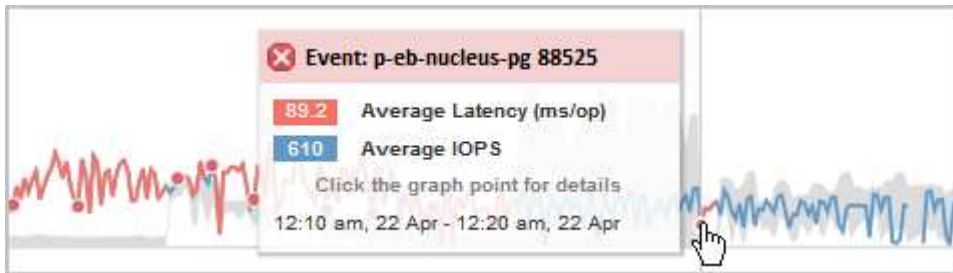 Event: p-eb-nucleus-pg 88525
89.2 Average Latency (ms/op)
610 Average IOPS
Click the graph point for details
12:10 am, 22 Apr - 12:20 am, 22 Apr